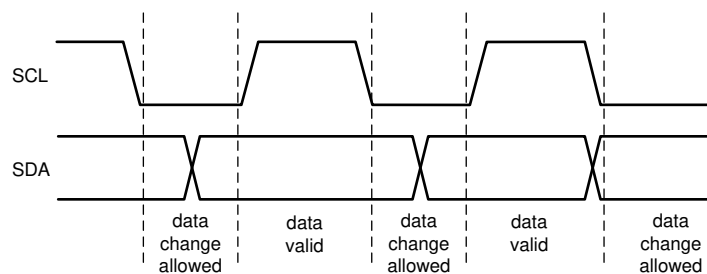 SCL
SDA
data
change
allowed
data
valid
data
change
allowed
data
valid
data
change
allowed